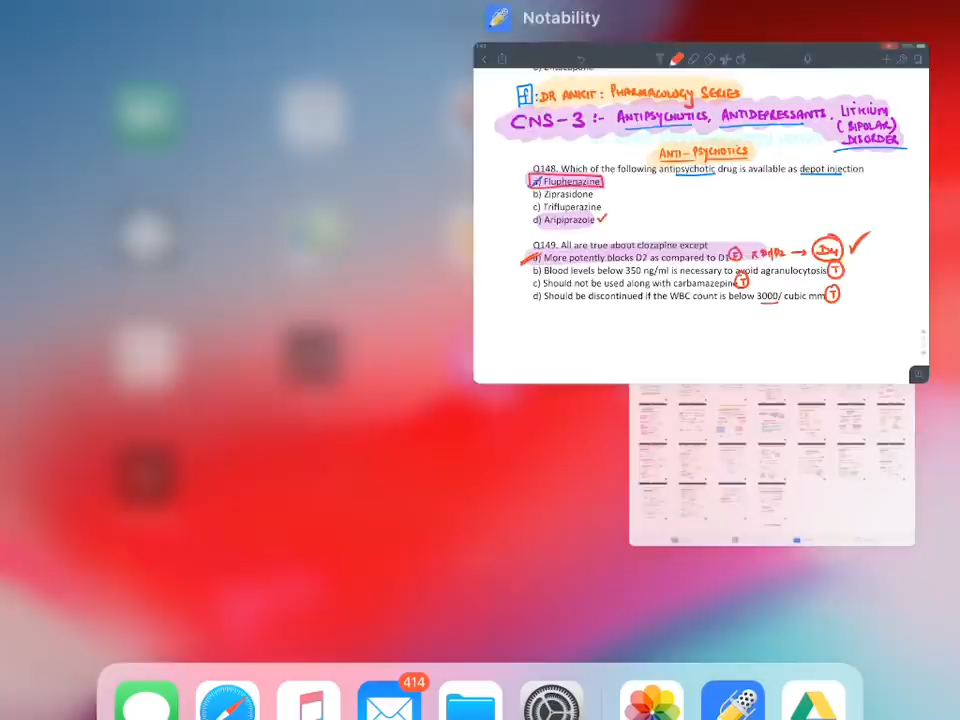 Notability
f : DR ANKIT : PHARMACOLOGY SERIES
CNS-3 :- ANTIPSYCHOTICS, ANTIDEPRESSANTS. LITHIUM
(BIPOLAR)
DISORDER
ANTI-PSYCHOTICS
Q148. Which of the following antipsychotic drug is available as depot injection
a) Fluphenazine
b) Ziprasidone
c) Trifluperazine
d) Aripiprazole ✓
Q149. All are true about clozapine except
a) More potently blocks D2 as compared to D1 F → D4 ✓
b) Blood levels below 350 ng/ml is necessary to avoid agranulocytosis T
c) Should not be used along with carbamazepine T
d) Should be discontinued if the WBC count is below 3000/ cubic mm T
414